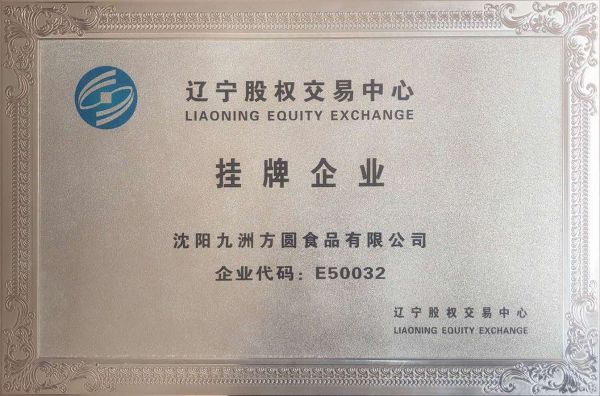 辽宁股权交易中心
LIAONING EQUITY EXCHANGE
挂牌企业
沈阳九洲方圆食品有限公司
企业代码：E50032
辽宁股权交易中心
LIAONING EQUITY EXCHANGE